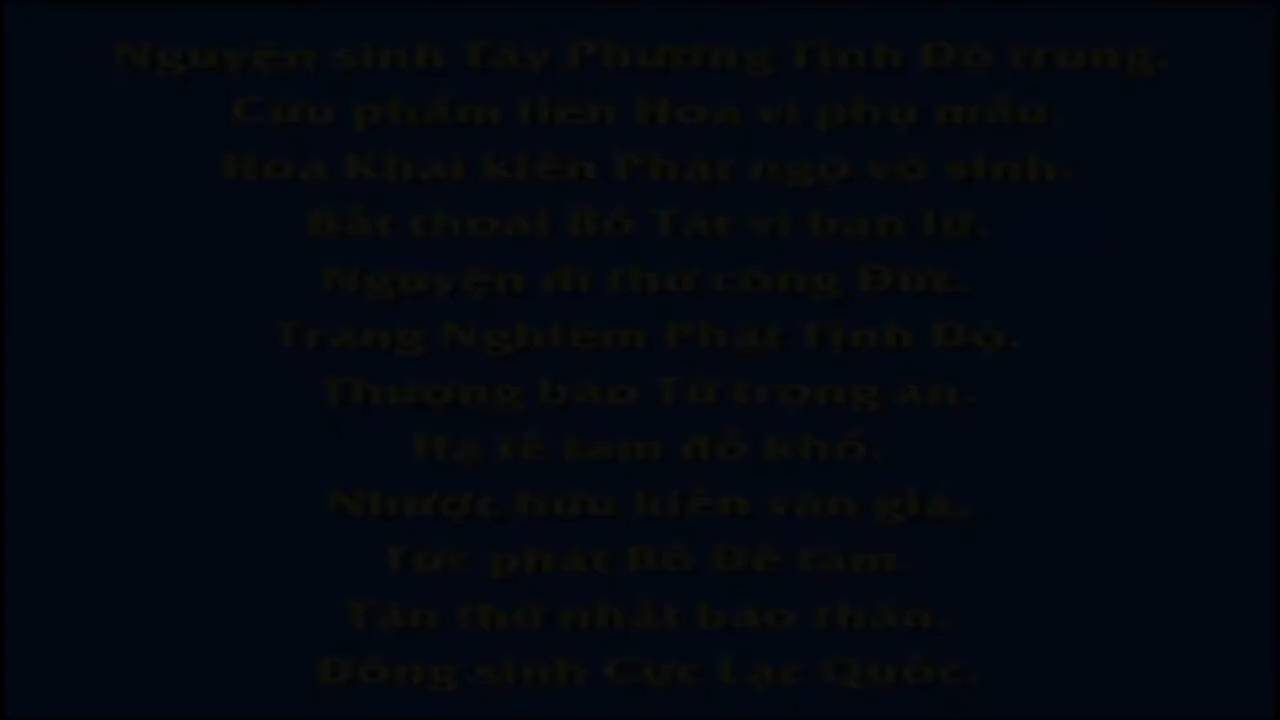 Nguyện sinh Tây Phương Tịnh Độ trung.
Cửu phẩm liên Hoa vi phụ mẫu.
Hoa Khai kiến Phật ngộ vô sinh.
Bất thoái Bồ Tát vi bạn lữ.
Nguyện dĩ thử công Đức.
Trang Nghiêm Phật Tịnh Độ.
Thượng báo Tứ trọng ân.
Hạ tế tam đồ khổ.
Nhược hữu kiến văn giả.
Tức phát Bồ Đề tâm.
Tận thử nhất báo thân.
Đồng sinh Cực Lạc Quốc.